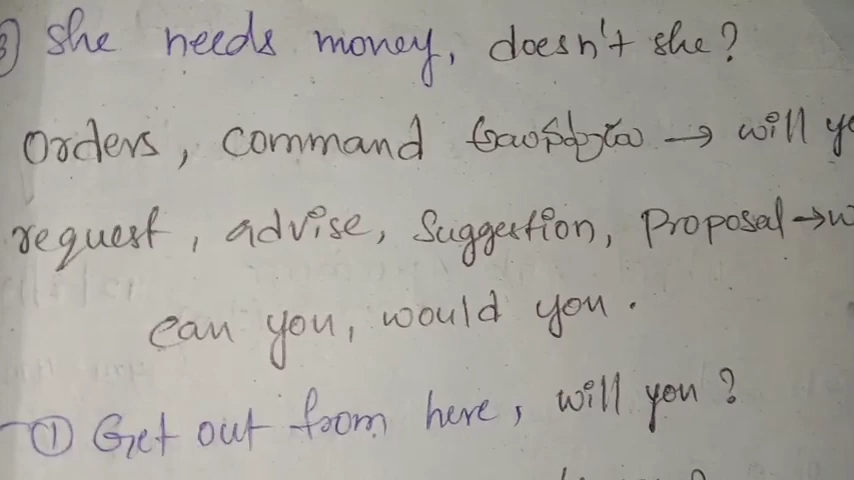 3) She needs money, doesn't she?
Orders, command → will
request, advise, suggestion, proposal →
can you, would you.
① Get out from here, will you?